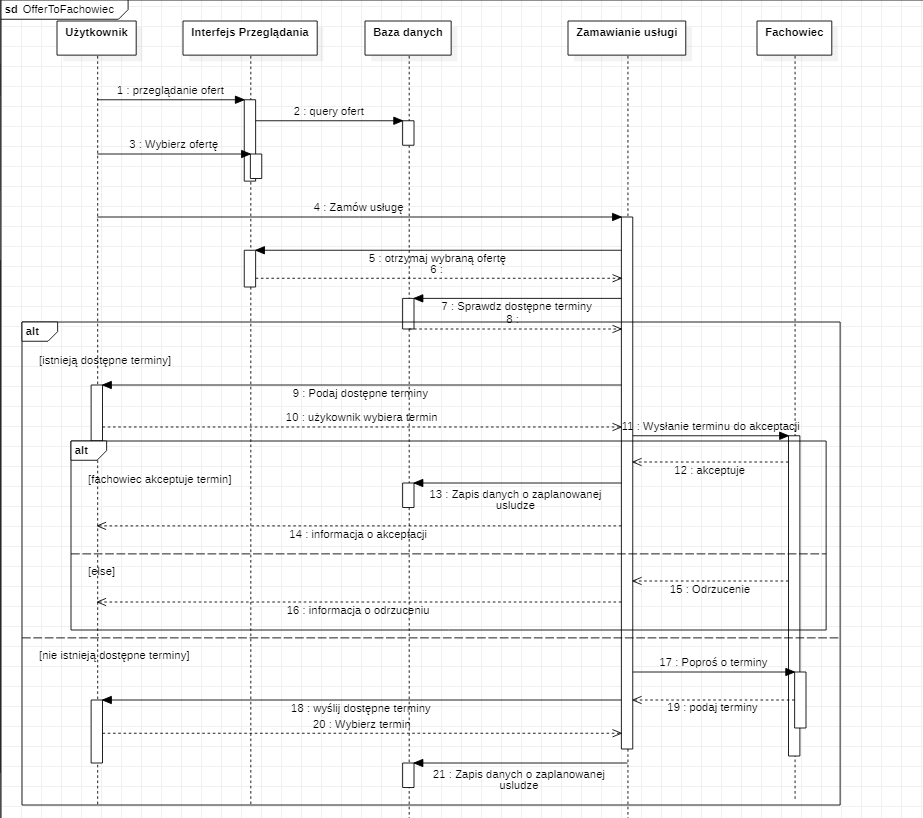 sd OfferToFachowiec
Użytkownik
Interfejs Przeglądania
Baza danych
Zamawianie usługi
Fachowiec
1 : przeglądanie ofert
2 : query ofert
3 : Wybierz ofertę
4 : Zamów usługę
5 : otrzymaj wybraną ofertę
6 :
7 : Sprawdz dostępne terminy
8 :
alt
[istnieją dostępne terminy]
9 : Podaj dostępne terminy
10 : użykownik wybiera termin
11 : Wysłanie terminu do akceptacji
alt
12 : akceptuje
[fachowiec akceptuje termin]
13 : Zapis danych o zaplanowanej
usłudze
14 : informacja o akceptacji
[else]
15 : Odrzucenie
16 : informacja o odrzuceniu
[nie istnieją dostępne terminy]
17 : Poproś o terminy
18 : wyślij dostępne terminy
19 : podaj terminy
20 : Wybierz termin
21 : Zapis danych o zaplanowanej
usłudze